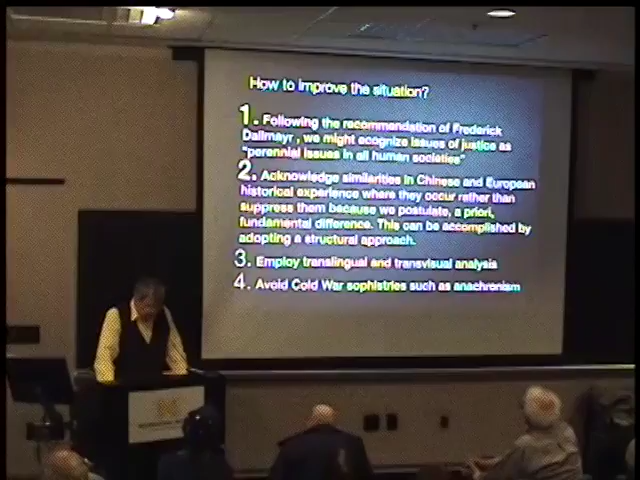 How to improve the situation?
1. Following the recommendation of Frederick
Dallmayr , we might ecognize issues of justice as
"perennial issues in all human societies"
2. Acknowledge similarities in Chinese and European
historical experience where they occur rather than
suppress them because we postulate, a priri,
fundamental difference. This can be accomplished by
adopting a structural approach.
3. Employ translingual and transvisual analysis
4. Avoid Cold War sophistries such as anachronism